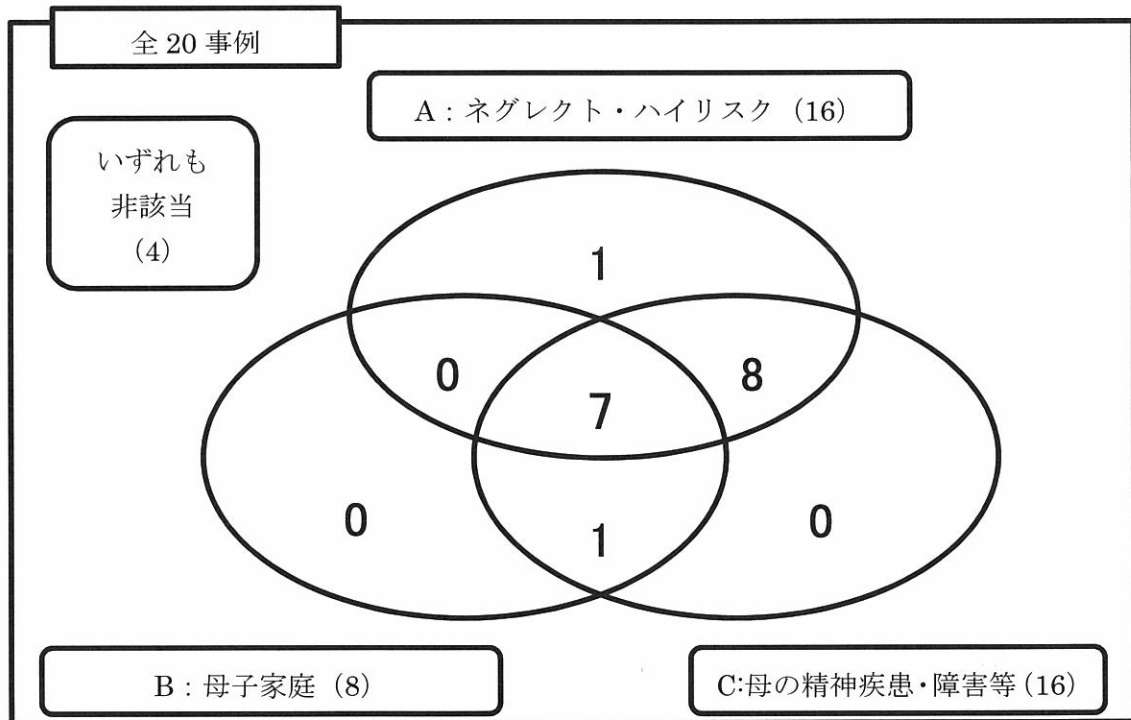 全20事例
A：ネグレクト・ハイリスク（16）
いずれも
非該当
（4）
1
0
8
7
0
1
0
B：母子家庭（8）
C:母の精神疾患・障害等（16）